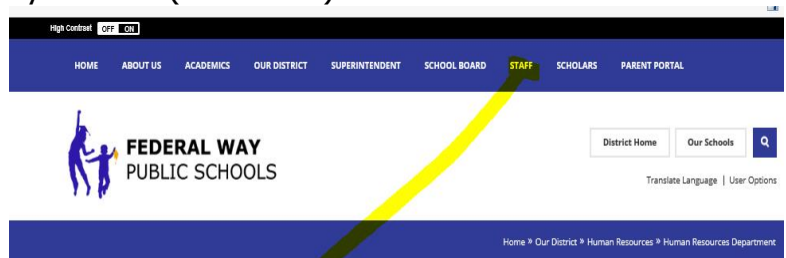 High Contrast OFF ON
HOME ABOUT US ACADEMICS OUR DISTRICT SUPERINTENDENT SCHOOL BOARD STAFF SCHOLARS PARENT PORTAL
FEDERAL WAY
PUBLIC SCHOOLS
District Home Our Schools
Translate Language | User Options
Home » Our District » Human Resources » Human Resources Department